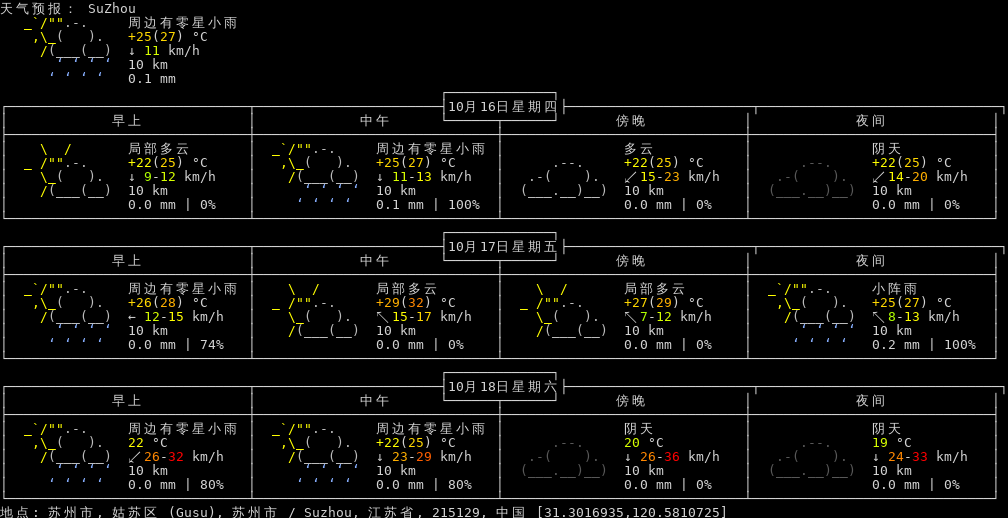 天气预报: SuZhou
周边有零星小雨
+25(27) °C
↓ 11 km/h
10 km
0.1 mm
10月16日星期四
早上 中午 傍晚 夜间
局部多云 周边有零星小雨 多云 阴天
+22(25) °C +25(27) °C +22(25) °C +22(25) °C
↓ 9-12 km/h ↓ 11-13 km/h ↙ 15-23 km/h ↙ 14-20 km/h
10 km 10 km 10 km 10 km
0.0 mm | 0% 0.1 mm | 100% 0.0 mm | 0% 0.0 mm | 0%
10月17日星期五
早上 中午 傍晚 夜间
周边有零星小雨 局部多云 局部多云 小阵雨
+26(28) °C +29(32) °C +27(29) °C +25(27) °C
← 12-15 km/h ↖ 15-17 km/h ↖ 7-12 km/h ↖ 8-13 km/h
10 km 10 km 10 km 10 km
0.0 mm | 74% 0.0 mm | 0% 0.0 mm | 0% 0.2 mm | 100%
10月18日星期六
早上 中午 傍晚 夜间
周边有零星小雨 周边有零星小雨 阴天 阴天
22 °C +22(25) °C 20 °C 19 °C
↙ 26-32 km/h ↓ 23-29 km/h ↓ 26-36 km/h ↓ 24-33 km/h
10 km 10 km 10 km 10 km
0.0 mm | 80% 0.0 mm | 80% 0.0 mm | 0% 0.0 mm | 0%
地点: 苏州市, 姑苏区 (Gusu), 苏州市 / Suzhou, 江苏省, 215129, 中国 [31.3016935,120.5810725]